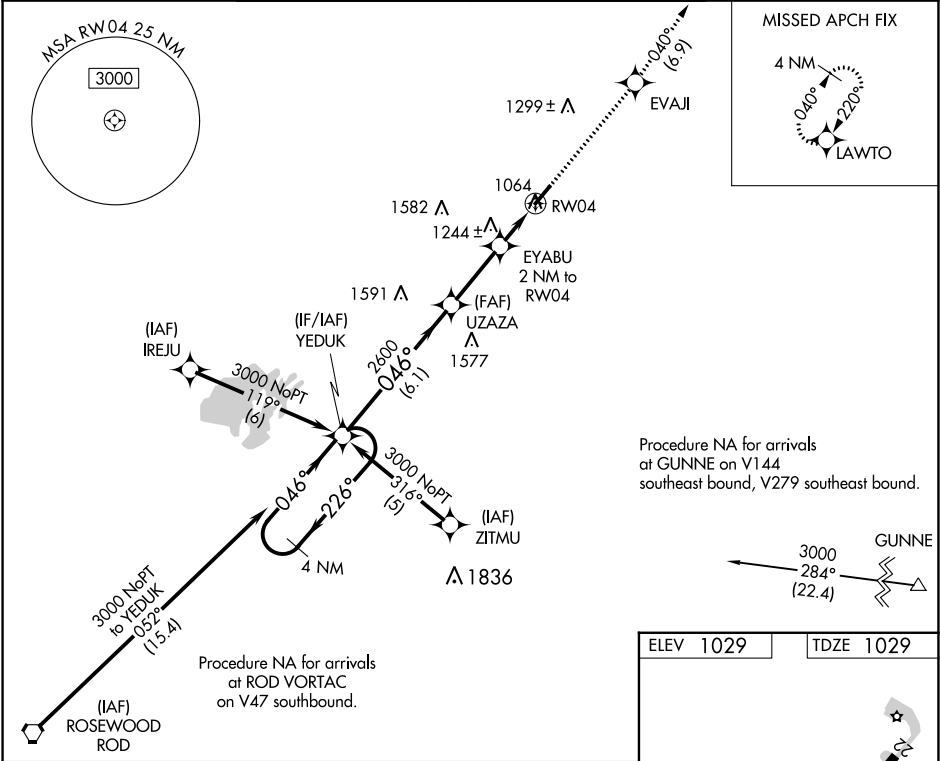 MSA RW04 25 NM
3000
MISSED APCH FIX
4 NM
040°
220°
LAWTO
040°
(6.9)
EVAJI
1299 ±
1064
RW04
1582
1244 ±
EYABU
2 NM to
RW04
1591
(FAF)
UZAZA
1577
(IF/IAF)
YEDUK
2600
046°
(6.1)
(IAF)
IREJU
3000 NoPT
119°
(6)
3000 NoPT
316°
(5)
(IAF)
ZITMU
1836
046°
226°
4 NM
3000 NoPT
to YEDUK
052°
(15.4)
(IAF)
ROSEWOOD
ROD
Procedure NA for arrivals
at ROD VORTAC
on V47 southbound.
Procedure NA for arrivals
at GUNNE on V144
southeast bound, V279 southeast bound.
GUNNE
3000
284°
(22.4)
ELEV 1029
TDZE 1029
22